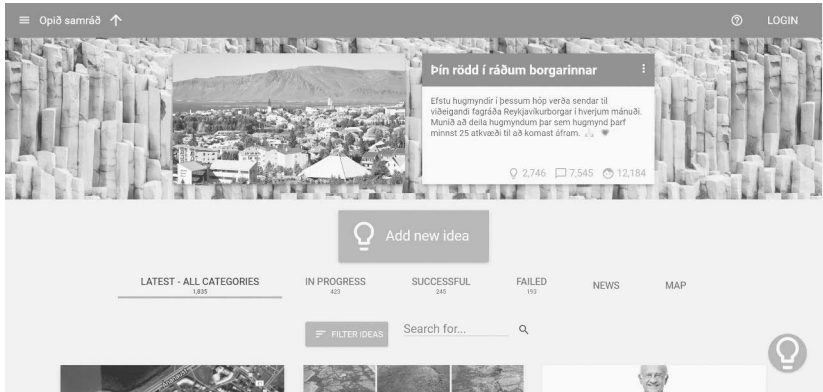 Opið samráð
LOGIN
Þín rödd í ráðum borgarinnar
Efstu hugmyndir í þessum hóp verða sendar til
viðeigandi fagráða Reykjavíkurborgar í hverjum mánuði.
Munið að deila hugmyndum þar sem hugmynd þarf
minnst 25 atkvæði til að komast áfram.
2,746 7,545 12,184
Add new idea
LATEST - ALL CATEGORIES IN PROGRESS SUCCESSFUL FAILED NEWS MAP
1,835 423 245 193
FILTER IDEAS Search for...